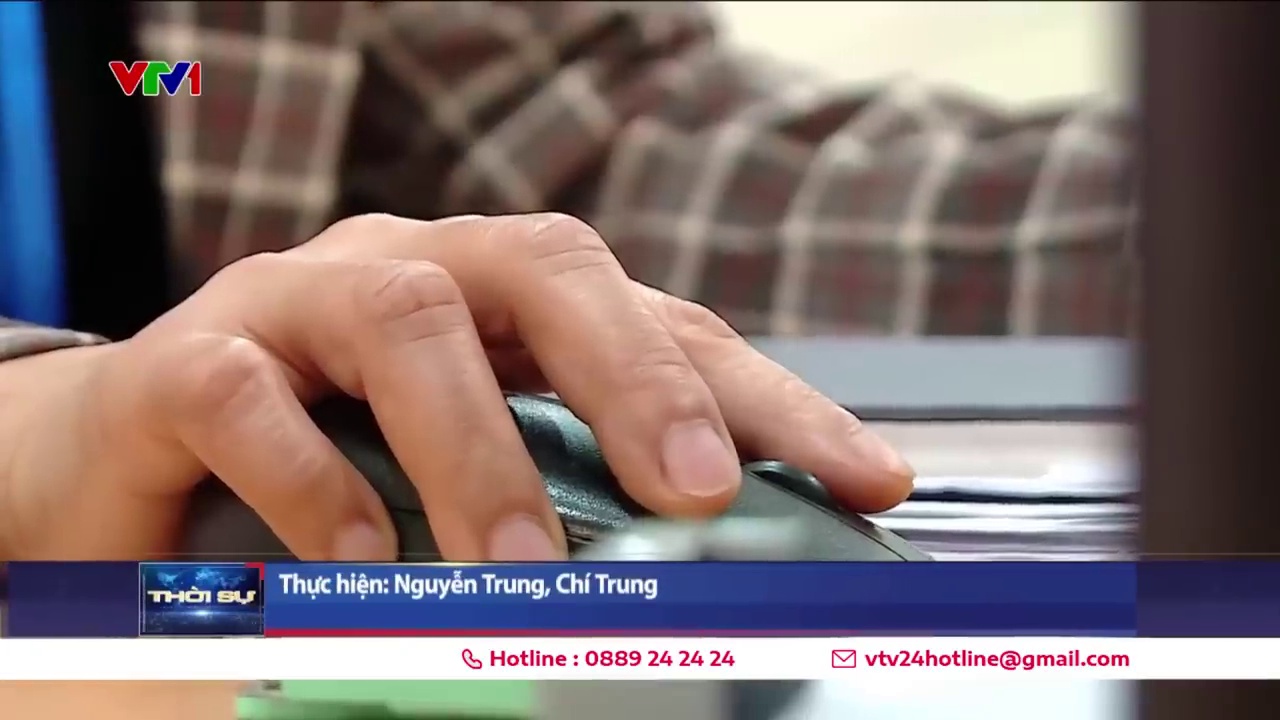 VTV1
THỜI SỰ
Thực hiện: Nguyễn Trung, Chí Trung
Hotline : 0889 24 24 24
vtv24hotline@gmail.com